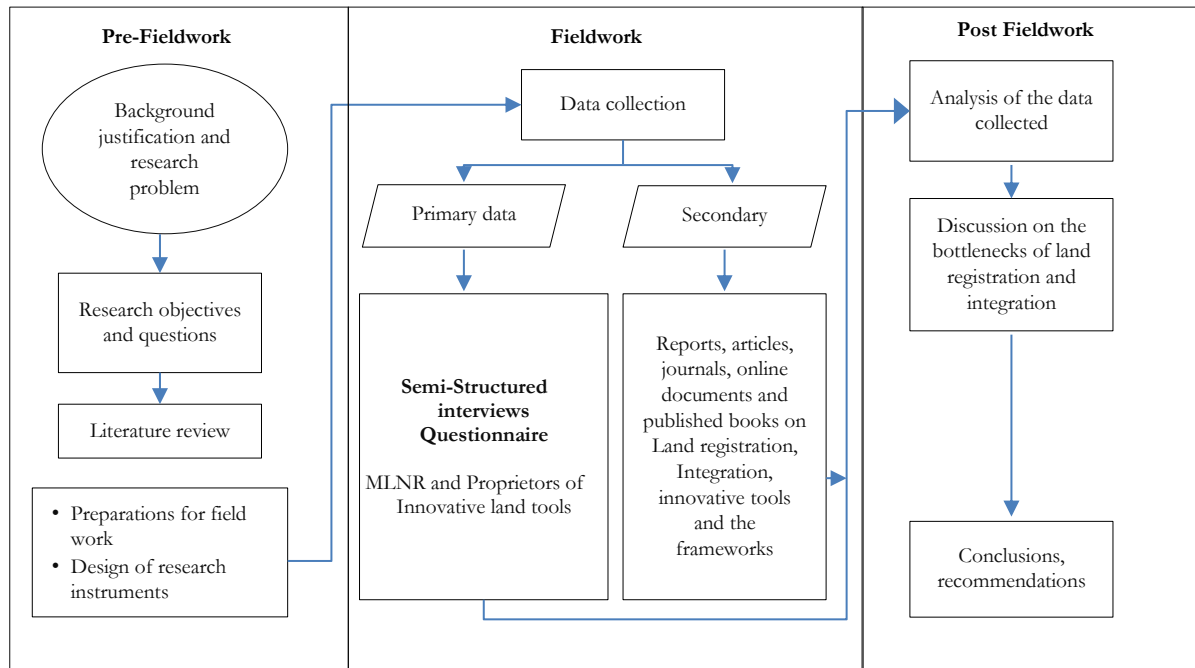 Pre-Fieldwork
Background
justification and
research
problem
Research objectives
and questions
Literature review
• Preparations for field
work
• Design of research
instruments
Fieldwork
Data collection
Primary data
Secondary
Semi-Structured
interviews
Questionnaire
MLNR and Proprietors of
Innovative land tools
Reports, articles,
journals, online
documents and
published books on
Land registration,
Integration,
innovative tools
and the
frameworks
Post Fieldwork
Analysis of the data
collected
Discussion on the
bottlenecks of land
registration and
integration
Conclusions,
recommendations